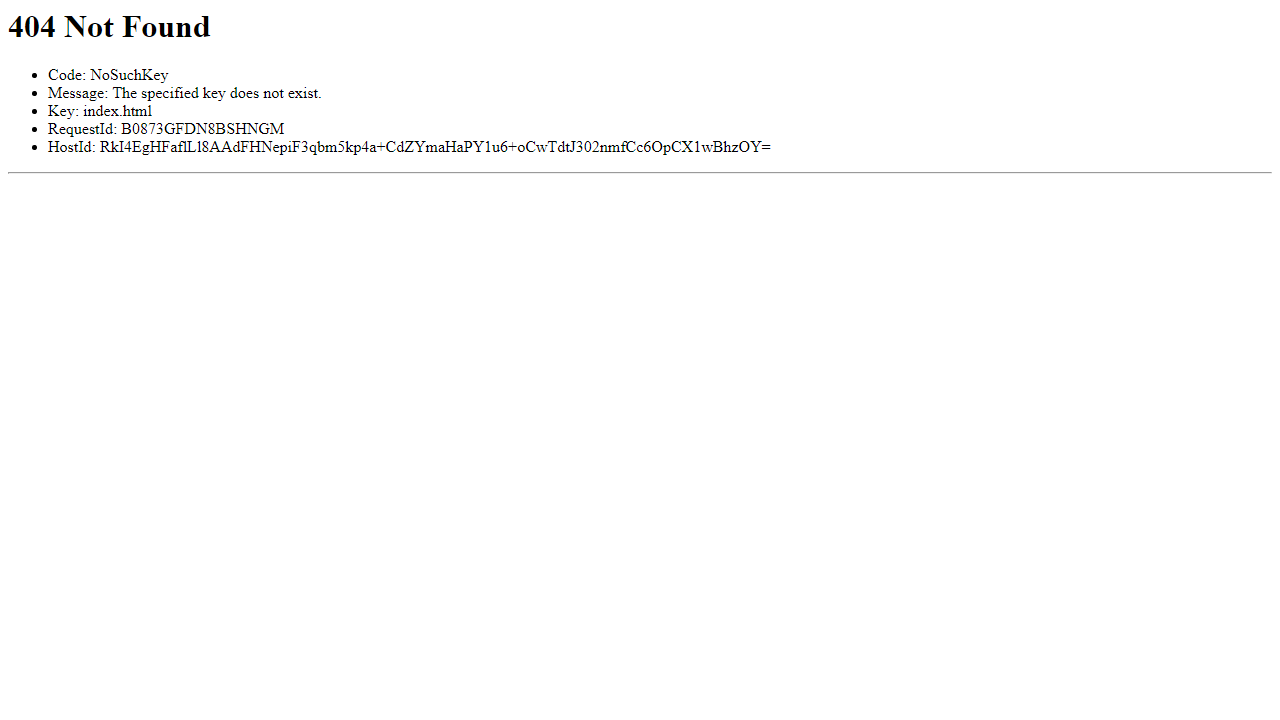 404 Not Found
Code: NoSuchKey
Message: The specified key does not exist.
Key: index.html
RequestId: B0873GFDN8BSHNGM
HostId: RkI4EgHFaflL18AAdFHNepiF3qbm5kp4a+CdZYmaHaPY1u6+oCwTdtJ302nmfCc6OpCX1wBhzOY=